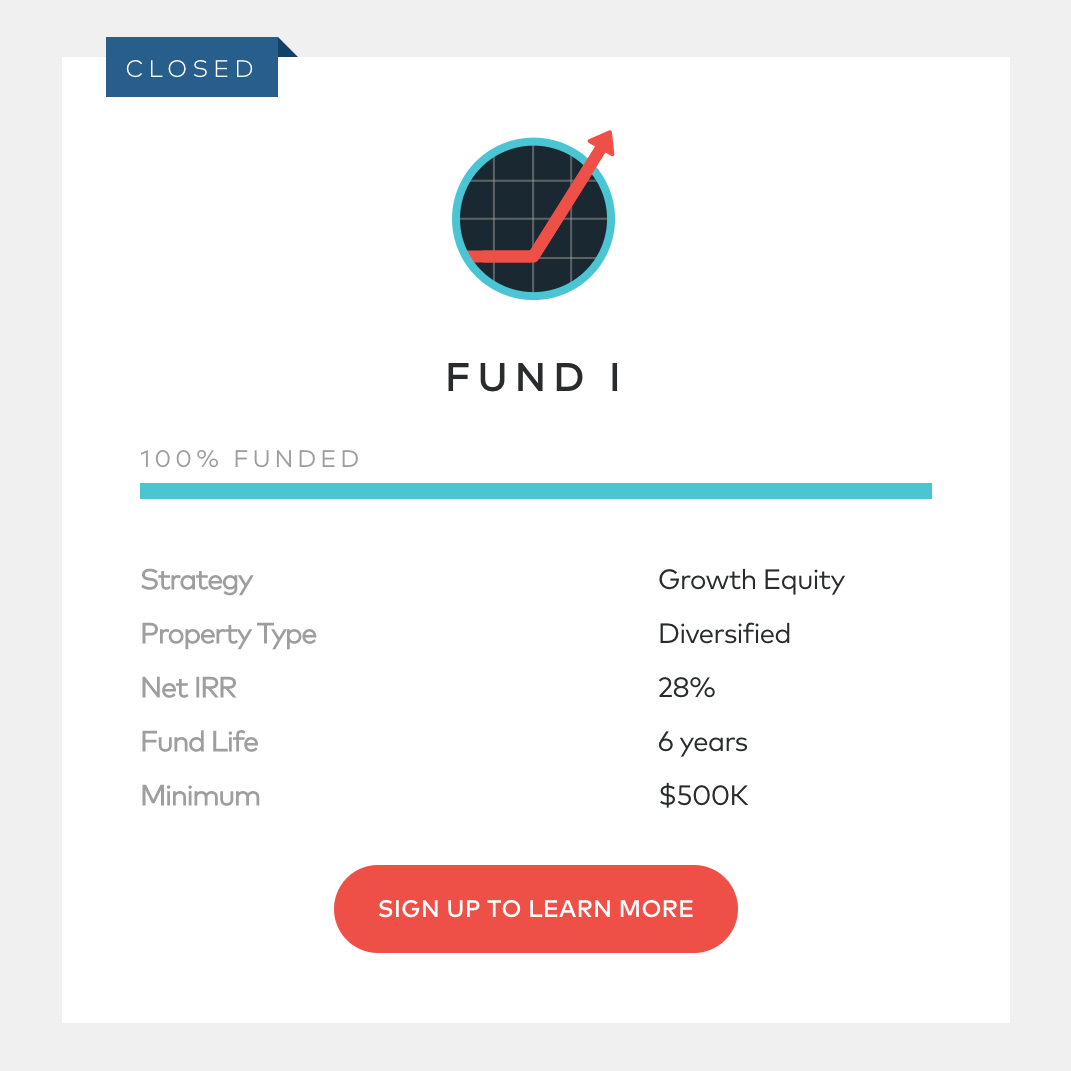 CLOSED
FUND I
100% FUNDED
Strategy Growth Equity
Property Type Diversified
Net IRR 28%
Fund Life 6 years
Minimum $500K
SIGN UP TO LEARN MORE